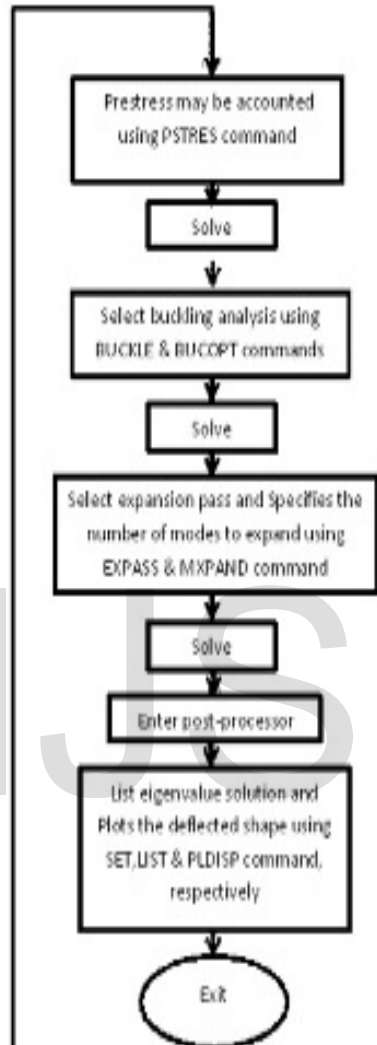 Prestress may be accounted
using PSTRES command
Solve
Select buckling analysis using
BUCKLE & BUCOPT commands
Solve
Select expansion pass and Specifies the
number of modes to expand using
EXPASS & MXPAND command
Solve
Enter post-processor
List eigenvalue solution and
Plots the deflected shape using
SET,LIST & PLDISP command,
respectively
Exit
JS